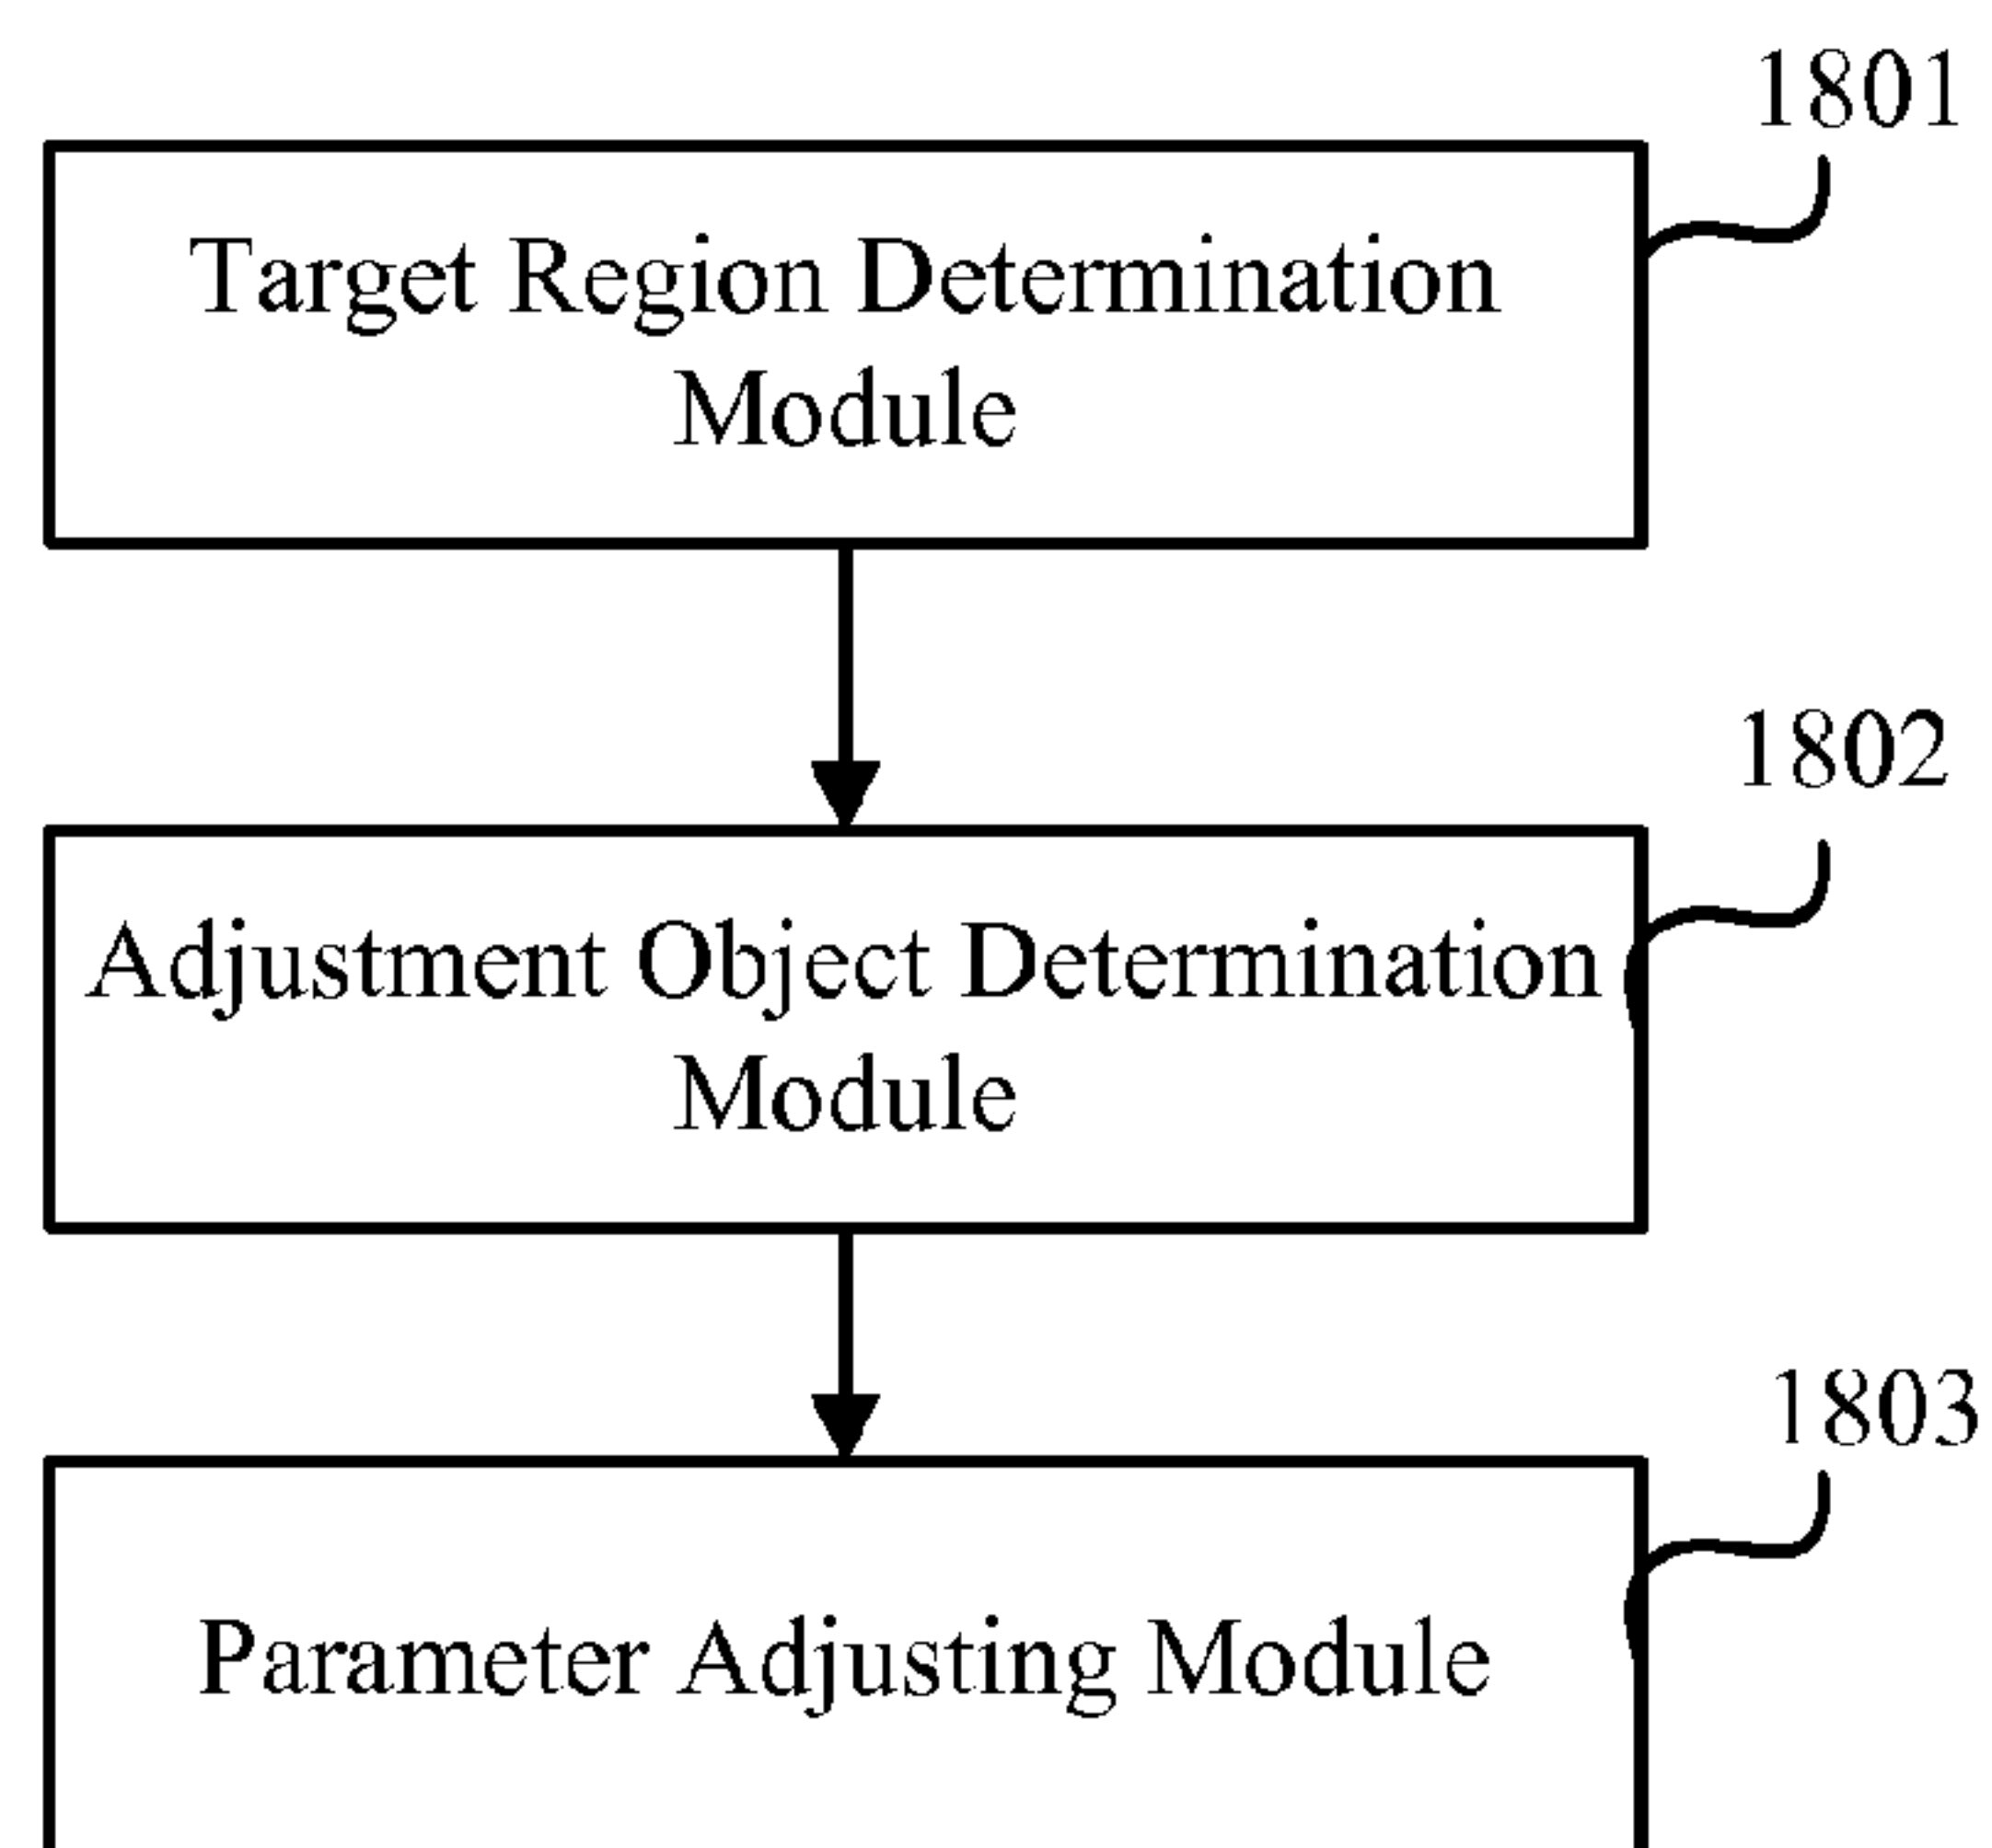 1801
Target Region Determination
Module
1802
Adjustment Object Determination
Module
1803
Parameter Adjusting Module